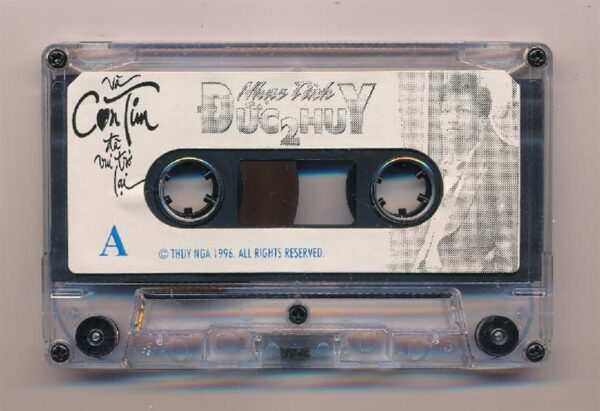 Và
Con Tim
đã
vui trở
lại
Nhạc Tình
ĐỨC HUY
2
A
© THUY NGA 1996. ALL RIGHTS RESERVED.